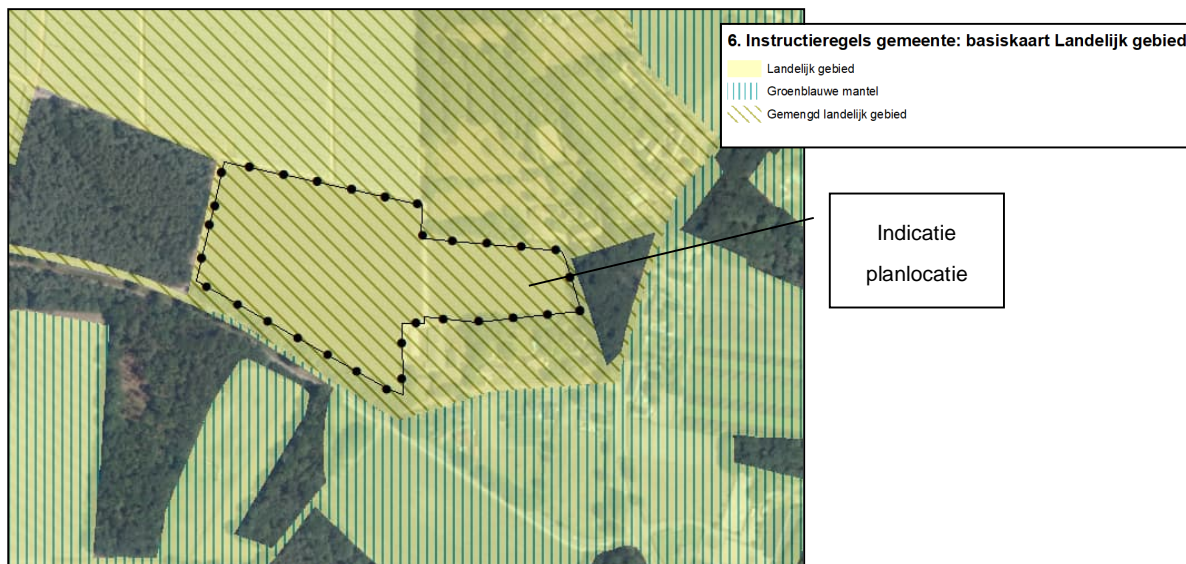 6. Instructieregels gemeente: basiskaart Landelijk gebied
Landelijk gebied
Groenblauwe mantel
Gemengd landelijk gebied
Indicatie
planlocatie